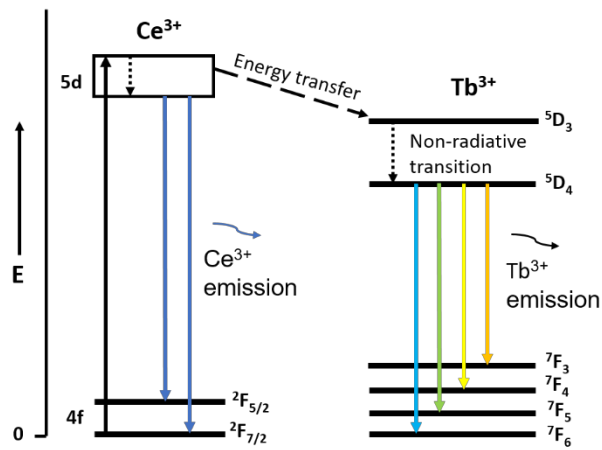 Ce³⁺
5d
Energy transfer
Tb³⁺
⁵D₃
Non-radiative
transition
⁵D₄
E
Ce³⁺
emission
Tb³⁺
emission
⁷F₃
⁷F₄
²F₅/₂
4f
⁷F₅
0
²F₇/₂
⁷F₆